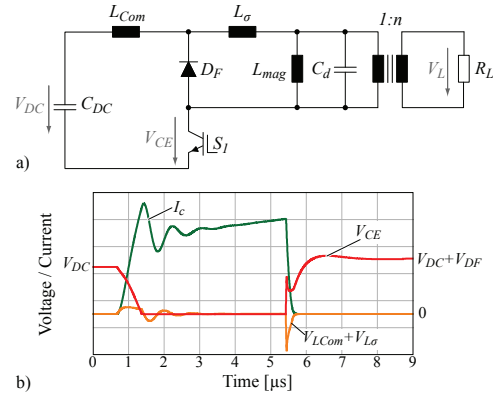 L_Com
L_σ
1:n
D_F
L_mag
C_d
V_L
R_L
V_DC
C_DC
V_CE
S_1
a)
I_c
V_CE
V_DC
V_DC+V_DF
0
V_LCom+V_Lσ
Voltage / Current
0 1 2 3 4 5 6 7 8 9
Time [µs]
b)